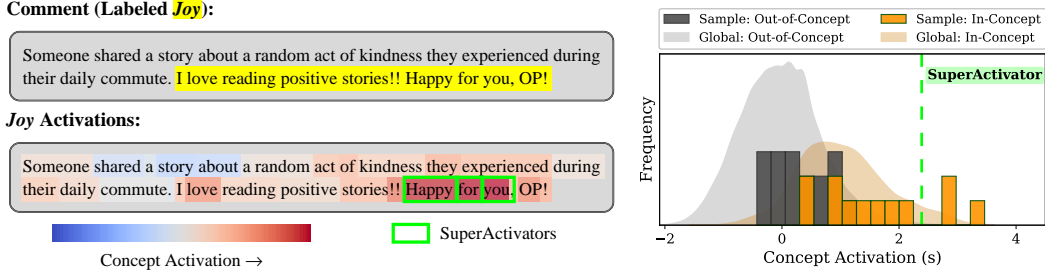 Comment (Labeled Joy):
Someone shared a story about a random act of kindness they experienced during
their daily commute. I love reading positive stories!! Happy for you, OP!
Joy Activations:
Someone shared a story about a random act of kindness they experienced during
their daily commute. I love reading positive stories!! Happy for you, OP!
Concept Activation →
SuperActivators
Sample: Out-of-Concept
Sample: In-Concept
Global: Out-of-Concept
Global: In-Concept
SuperActivator
Frequency
−2 0 2 4
Concept Activation (s)